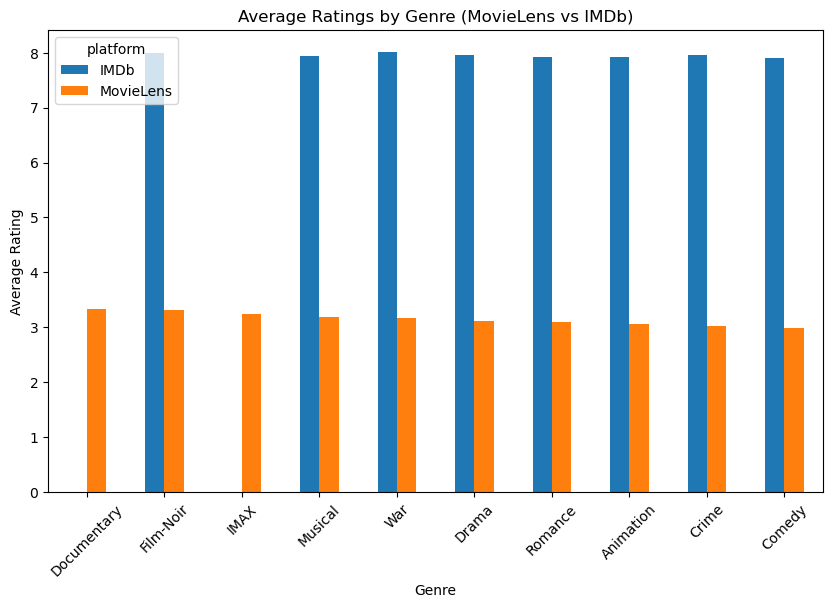 Average Ratings by Genre (MovieLens vs IMDb)
platform
IMDb
MovieLens
Average Rating
8
7
6
5
4
3
2
1
0
Documentary
Film-Noir
IMAX
Musical
War
Drama
Romance
Animation
Crime
Comedy
Genre